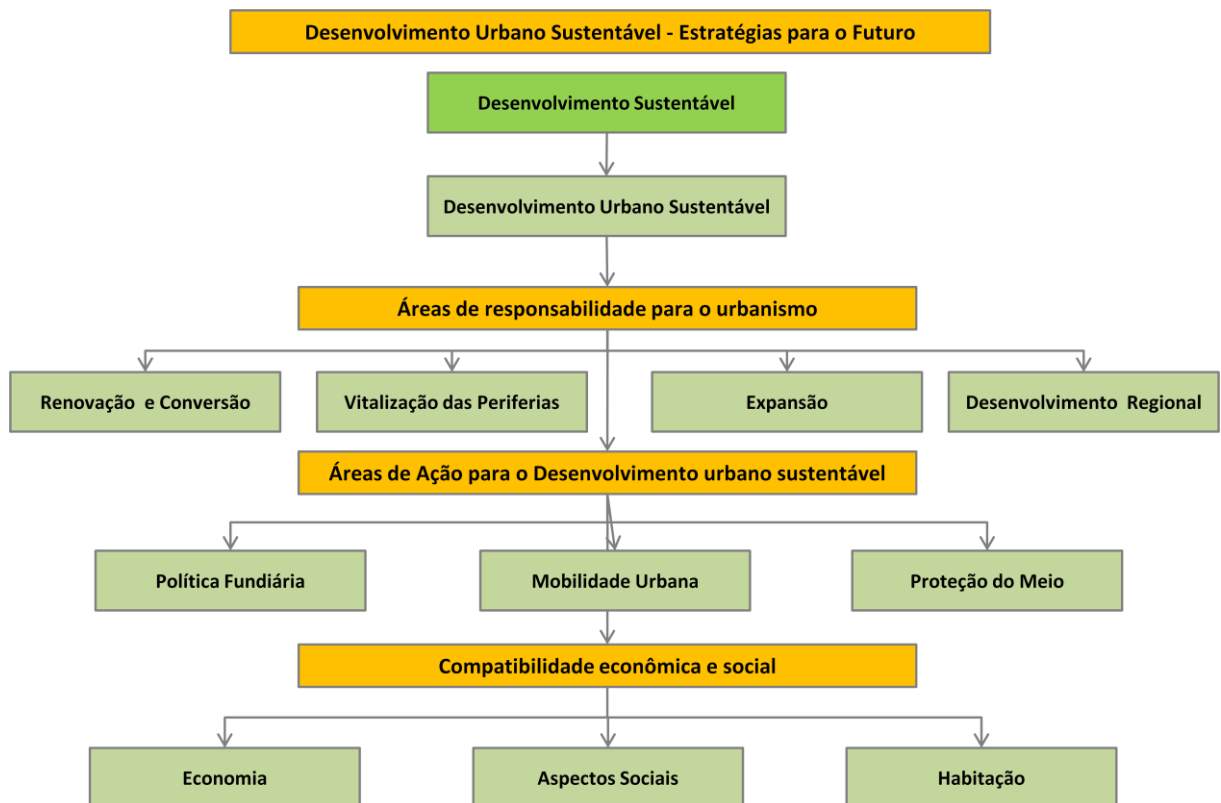 Desenvolvimento Urbano Sustentável - Estratégias para o Futuro
Desenvolvimento Sustentável
Desenvolvimento Urbano Sustentável
Áreas de responsabilidade para o urbanismo
Renovação e Conversão
Vitalização das Periferias
Expansão
Desenvolvimento Regional
Áreas de Ação para o Desenvolvimento urbano sustentável
Política Fundiária
Mobilidade Urbana
Proteção do Meio
Compatibilidade econômica e social
Economia
Aspectos Sociais
Habitação